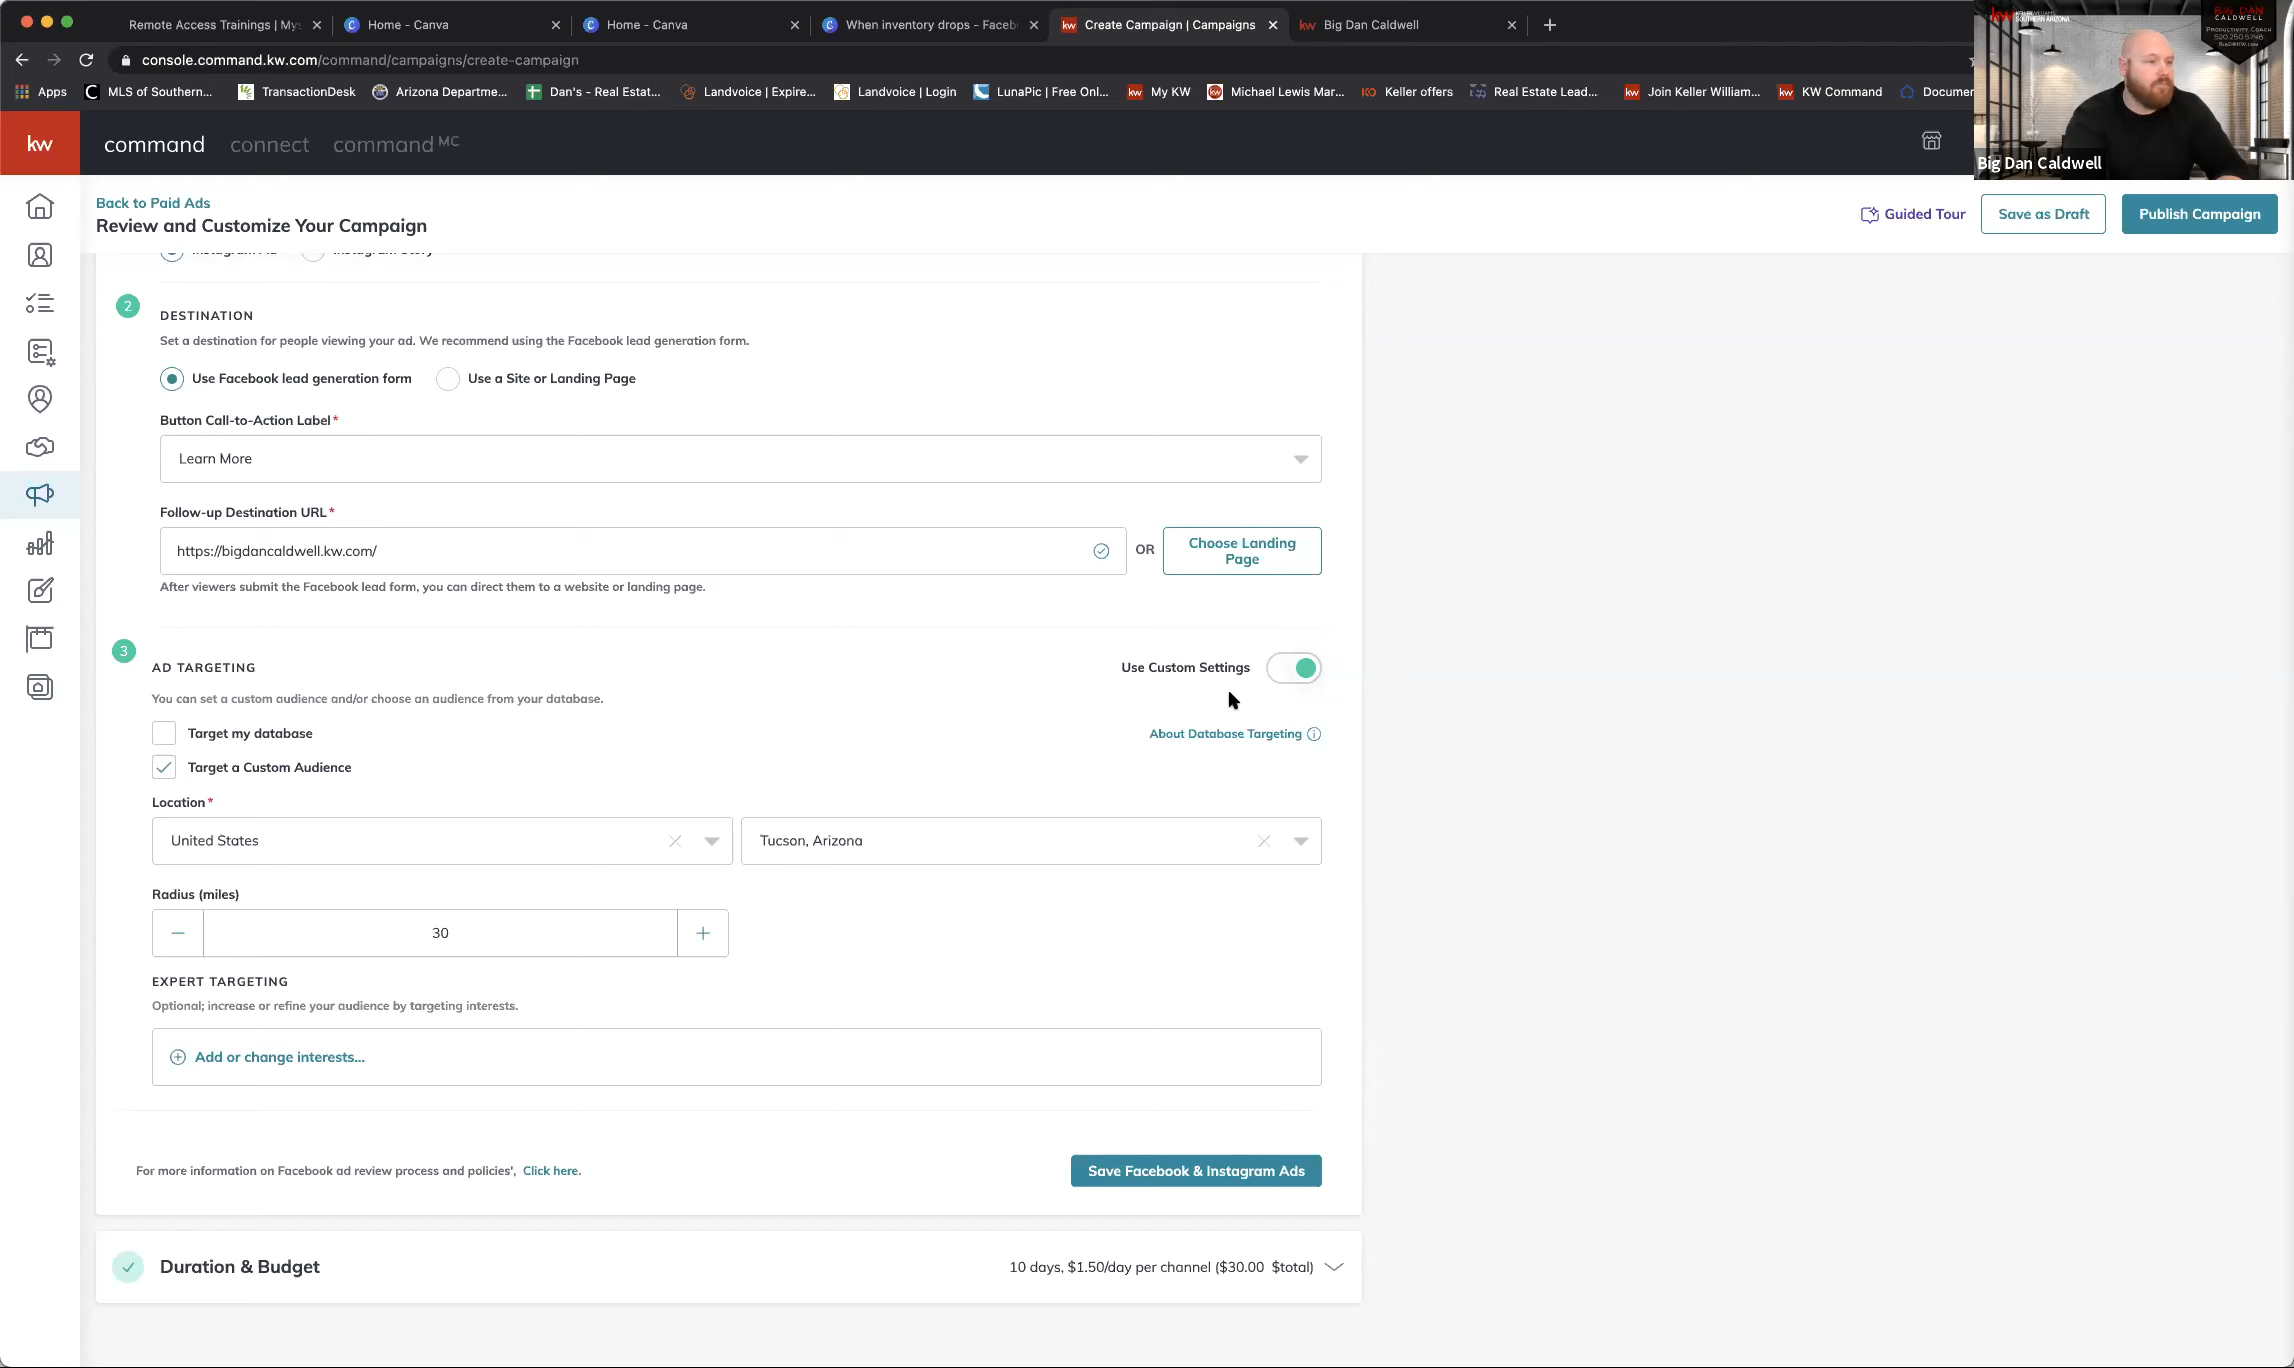 Remote Access Trainings | My
Home - Canva
Home - Canva
When inventory drops - Faceb
Create Campaign | Campaigns
Big Dan Caldwell
console.command.kw.com/command/campaigns/create-campaign
Apps
MLS of Southern...
TransactionDesk
Arizona Departme...
Dan's - Real Estat...
Landvoice | Expire...
Landvoice | Login
LunaPic | Free Onl...
My KW
Michael Lewis Mar...
Keller offers
Real Estate Lead...
Join Keller William...
KW Command
Documen
BIG DAN
CALDWELL
PRODUCTIVITY COACH
520.250.5798
Big Dan Caldwell
kw
command
connect
command MC
Back to Paid Ads
Review and Customize Your Campaign
Guided Tour
Save as Draft
Publish Campaign
2
DESTINATION
Set a destination for people viewing your ad. We recommend using the Facebook lead generation form.
Use Facebook lead generation form
Use a Site or Landing Page
Button Call-to-Action Label*
Learn More
Follow-up Destination URL*
https://bigdancaldwell.kw.com/
OR
Choose Landing
Page
After viewers submit the Facebook lead form, you can direct them to a website or landing page.
3
AD TARGETING
Use Custom Settings
You can set a custom audience and/or choose an audience from your database.
Target my database
About Database Targeting
Target a Custom Audience
Location*
United States
Tucson, Arizona
Radius (miles)
30
EXPERT TARGETING
Optional; increase or refine your audience by targeting interests.
Add or change interests...
For more information on Facebook ad review process and policies', Click here.
Save Facebook & Instagram Ads
Duration & Budget
10 days, $1.50/day per channel ($30.00 $total)